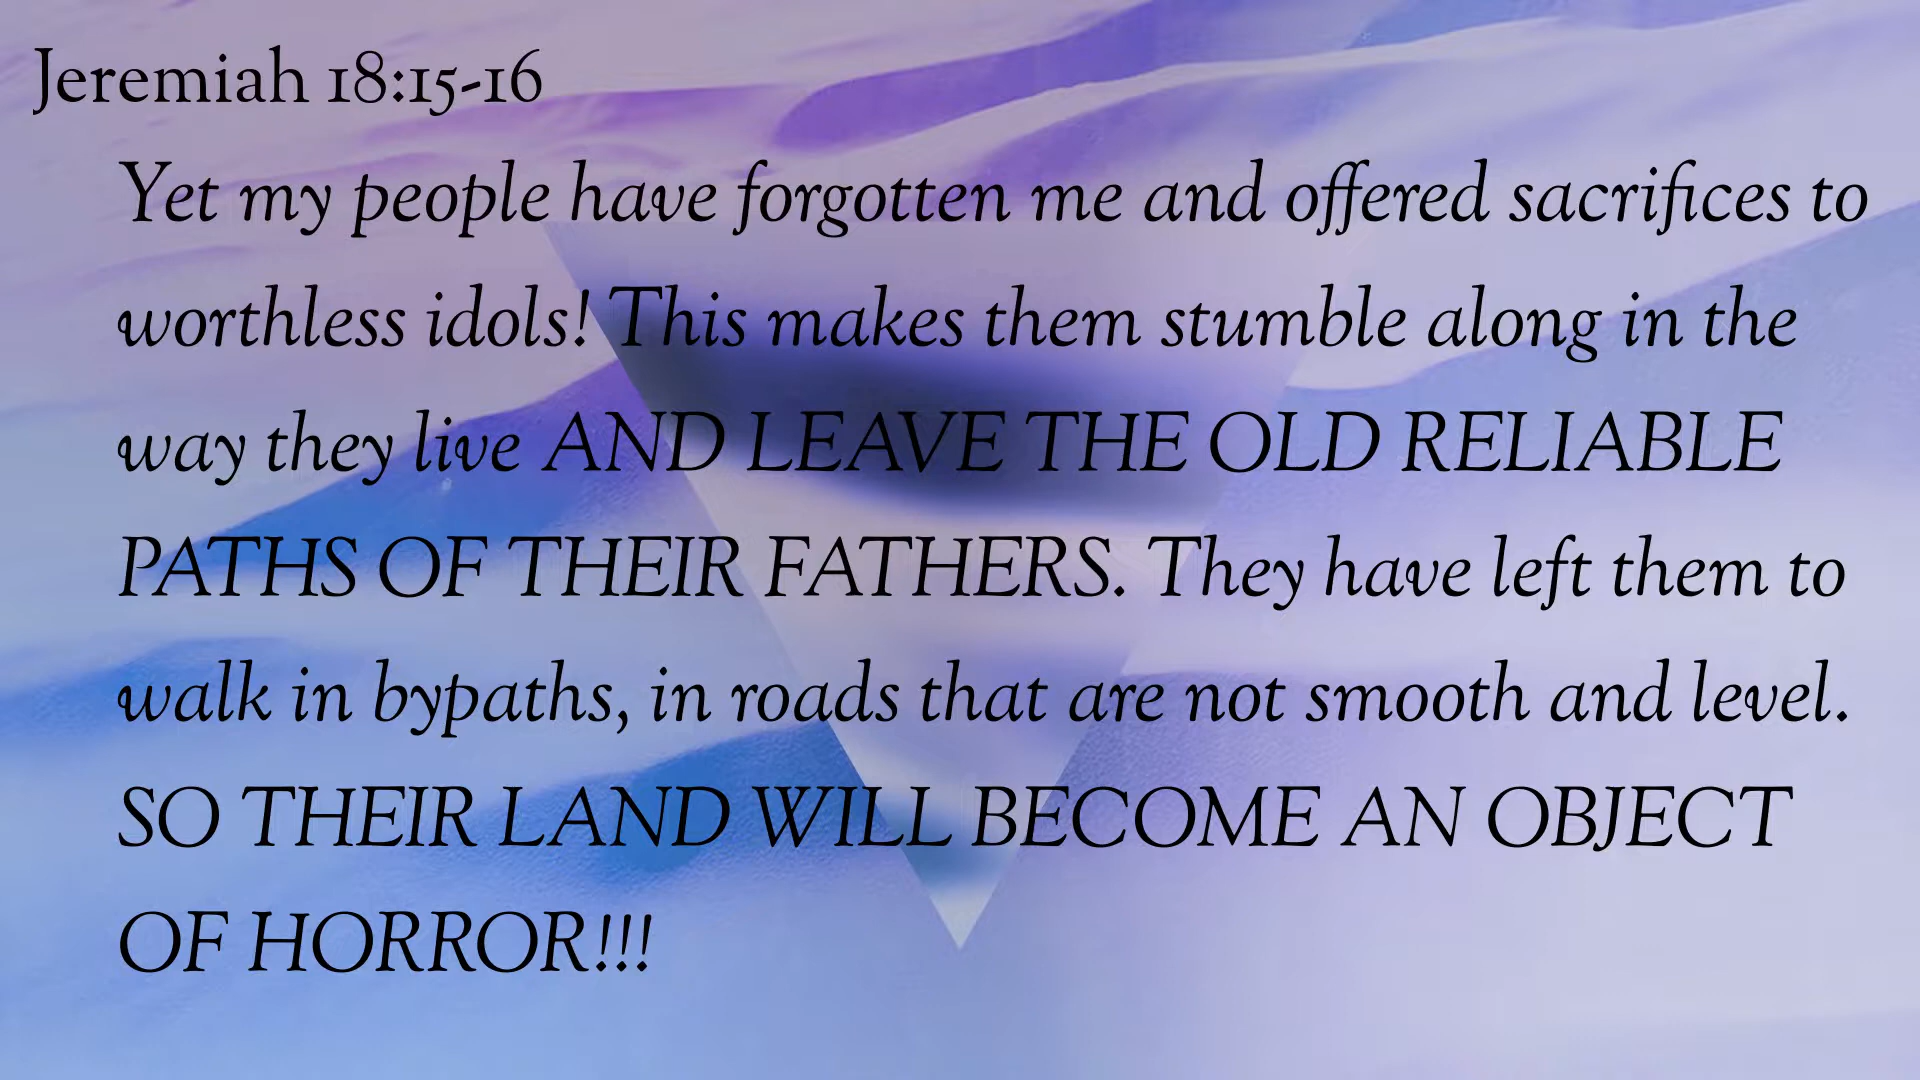 Jeremiah 18:15-16
Yet my people have forgotten me and offered sacrifices to
worthless idols! This makes them stumble along in the
way they live AND LEAVE THE OLD RELIABLE
PATHS OF THEIR FATHERS. They have left them to
walk in bypaths, in roads that are not smooth and level.
SO THEIR LAND WILL BECOME AN OBJECT
OF HORROR!!!